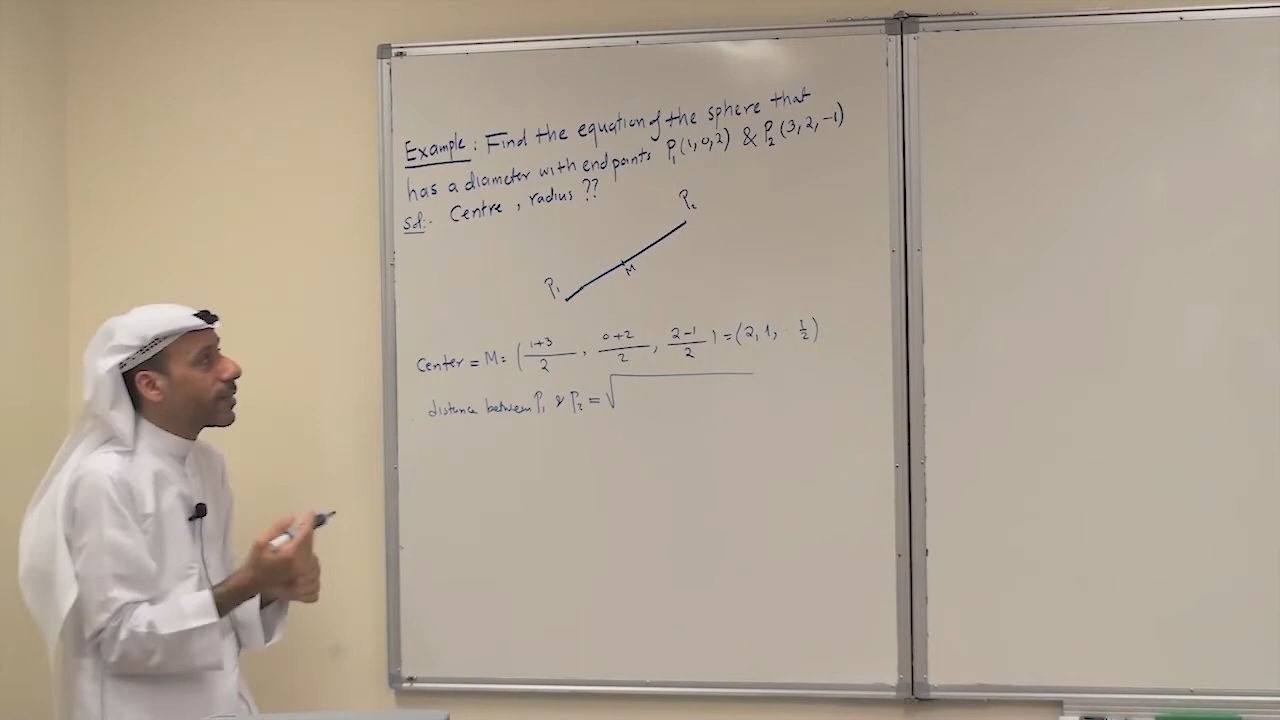 Example: Find the equation of the sphere that
has a diameter with endpoints P₁(1,0,2) & P₂(3,2,-1)
Sol:- Centre, radius ??
P₂
M
P₁
Center = M = (1+3/2, 0+2/2, 2-1/2) = (2, 1, 1/2)
distance between P₁ & P₂ = √